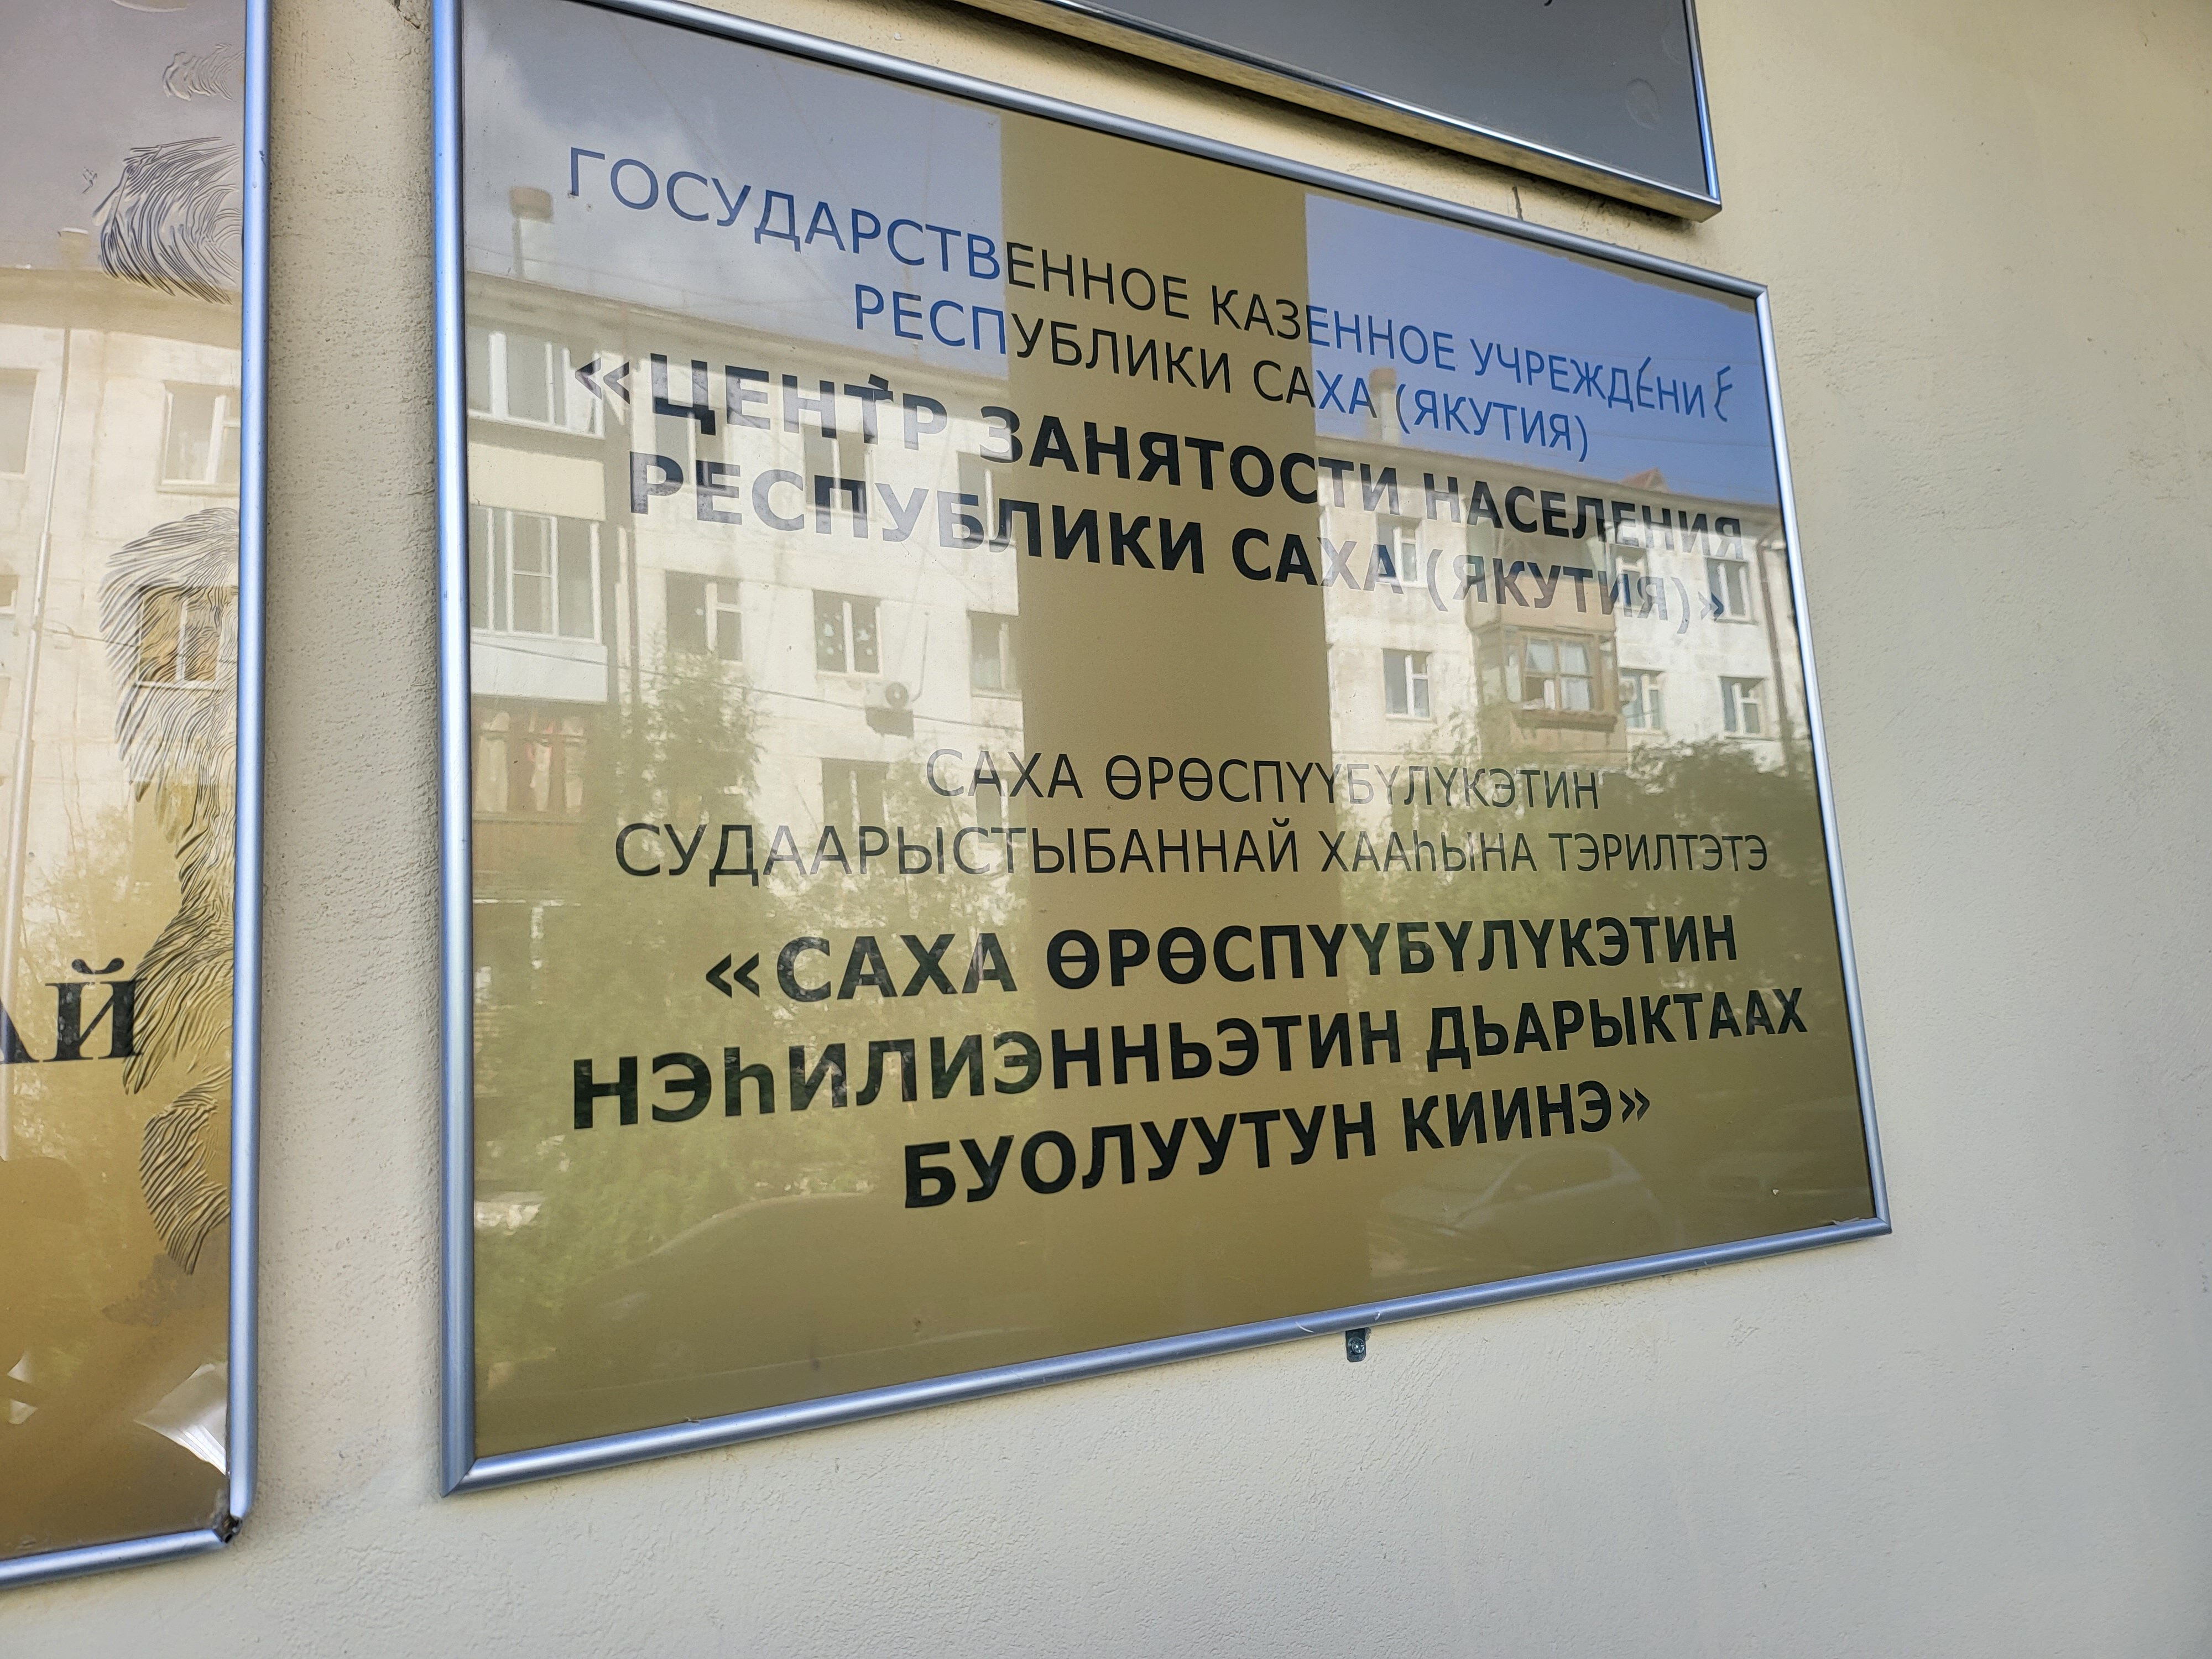 ГОСУДАРСТВЕННОЕ КАЗЕННОЕ УЧРЕЖДЕНИЕ
РЕСПУБЛИКИ САХА (ЯКУТИЯ)
«ЦЕНТР ЗАНЯТОСТИ НАСЕЛЕНИЯ
РЕСПУБЛИКИ САХА (ЯКУТИЯ)»
САХА ӨРӨСПҮҮБҮЛҮКЭТИН
СУДААРЫСТЫБАННАЙ ХААҺЫНА ТЭРИЛТЭТЭ
«САХА ӨРӨСПҮҮБҮЛҮКЭТИН
НЭҺИЛИЭННЬЭТИН ДЬАРЫКТААХ
БУОЛУУТУН КИИНЭ»